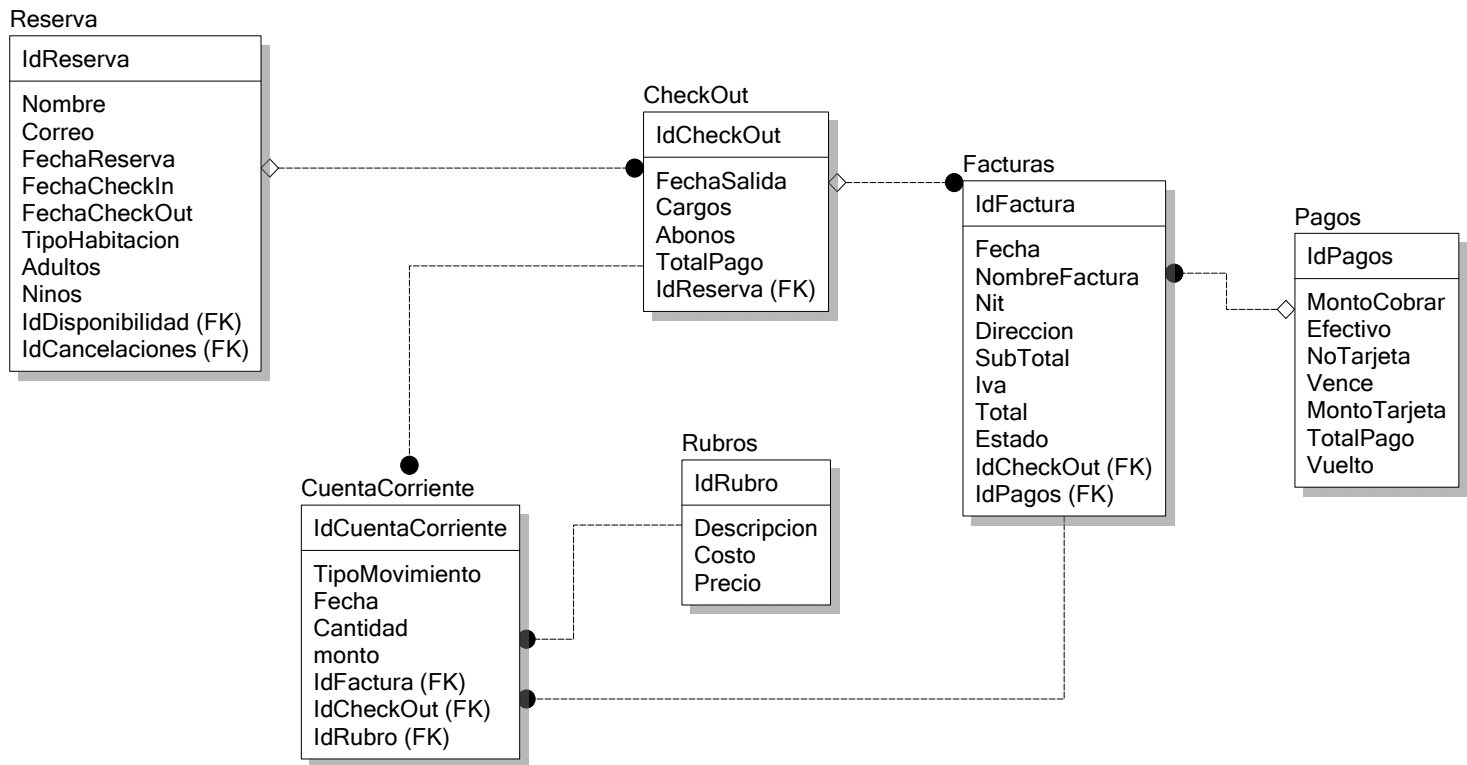 Reserva
IdReserva
Nombre
Correo
FechaReserva
FechaCheckIn
FechaCheckOut
TipoHabitacion
Adultos
Ninos
IdDisponibilidad (FK)
IdCancelaciones (FK)
CheckOut
IdCheckOut
FechaSalida
Cargos
Abonos
TotalPago
IdReserva (FK)
Facturas
IdFactura
Fecha
NombreFactura
Nit
Direccion
SubTotal
Iva
Total
Estado
IdCheckOut (FK)
IdPagos (FK)
Pagos
IdPagos
MontoCobrar
Efectivo
NoTarjeta
Vence
MontoTarjeta
TotalPago
Vuelto
Rubros
IdRubro
Descripcion
Costo
Precio
CuentaCorriente
IdCuentaCorriente
TipoMovimiento
Fecha
Cantidad
monto
IdFactura (FK)
IdCheckOut (FK)
IdRubro (FK)